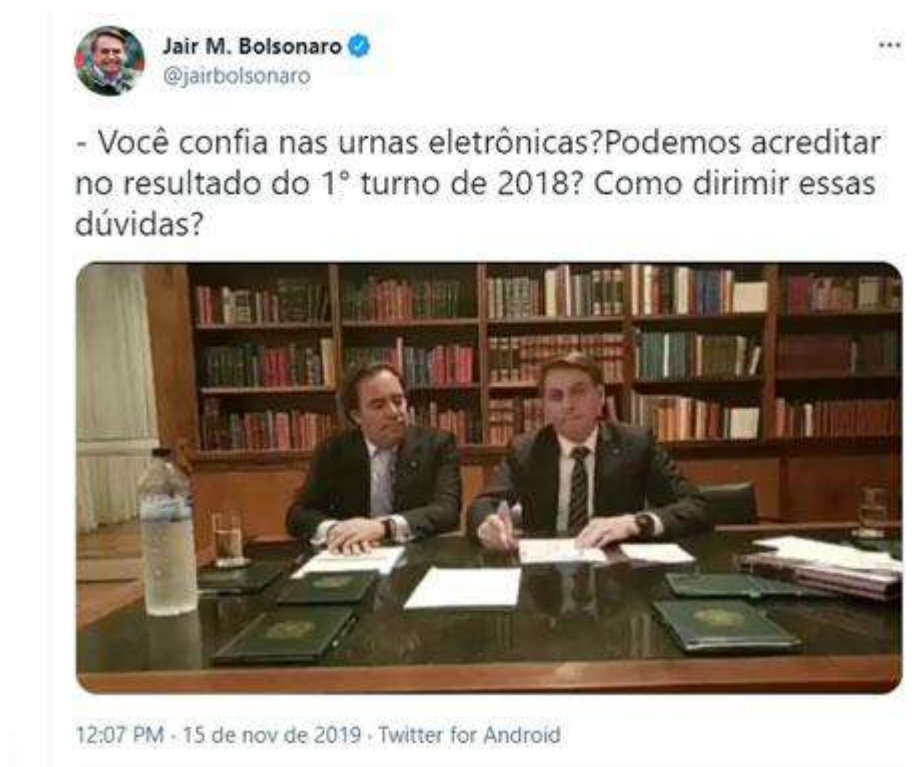 Jair M. Bolsonaro
@jairbolsonaro
- Você confia nas urnas eletrônicas?Podemos acreditar
no resultado do 1° turno de 2018? Como dirimir essas
dúvidas?
12:07 PM · 15 de nov de 2019 · Twitter for Android